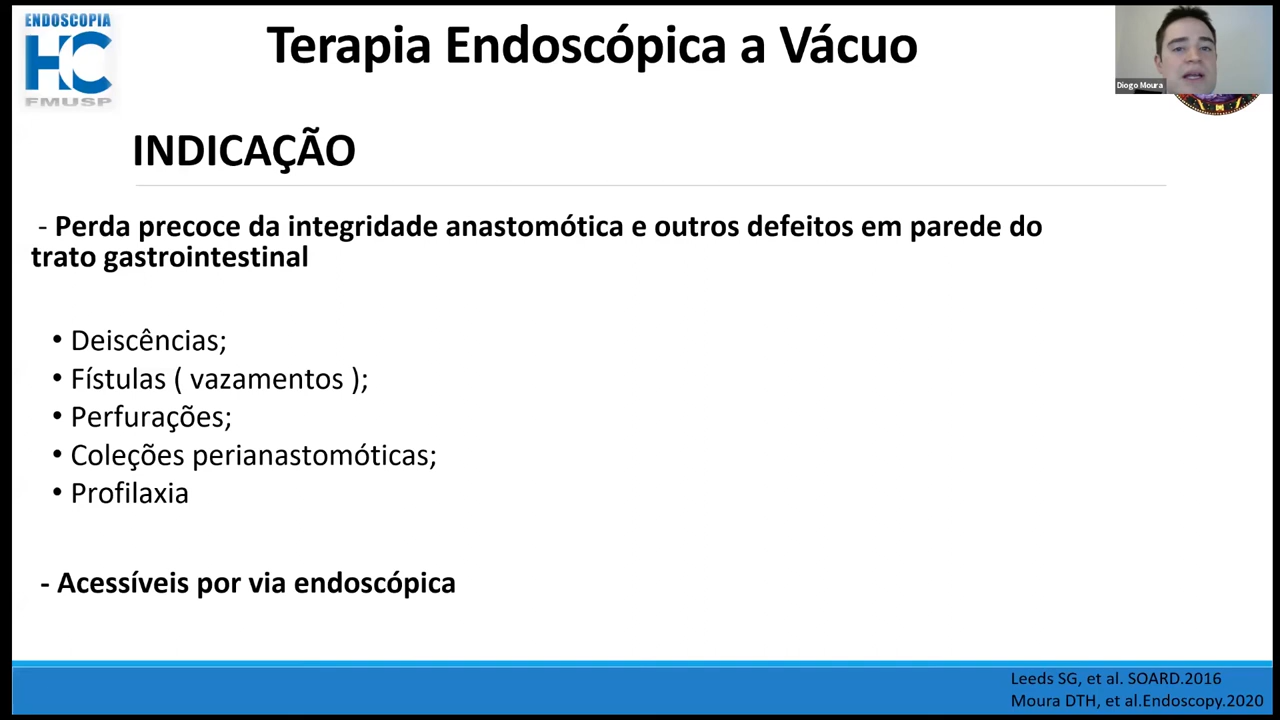 ENDOSCOPIA
HC
FMUSP
Terapia Endoscópica a Vácuo
Diogo Moura
INDICAÇÃO
- Perda precoce da integridade anastomótica e outros defeitos em parede do
trato gastrointestinal
• Deiscências;
• Fístulas ( vazamentos );
• Perfurações;
• Coleções perianastomóticas;
• Profilaxia
- Acessíveis por via endoscópica
Leeds SG, et al. SOARD.2016
Moura DTH, et al.Endoscopy.2020